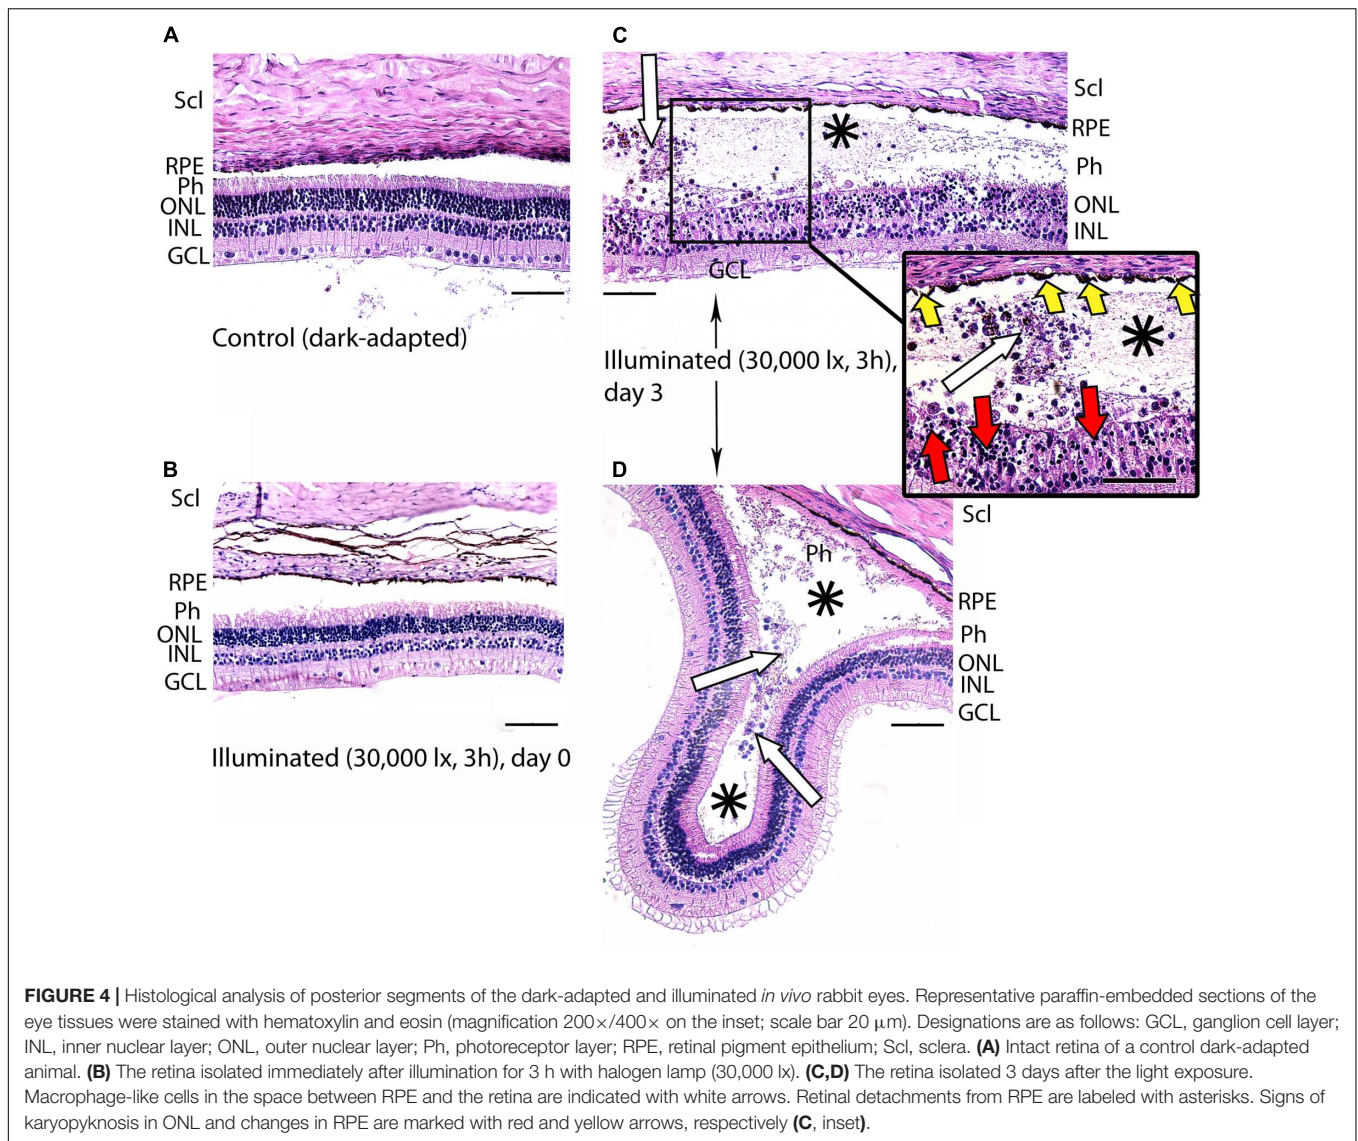 A
Scl
RPE
Ph
ONL
INL
GCL
Control (dark-adapted)
B
Scl
RPE
Ph
ONL
INL
GCL
Illuminated (30,000 lx, 3h), day 0
C
Scl
RPE
Ph
ONL
INL
GCL
Illuminated (30,000 lx, 3h),
day 3
D
Scl
Ph
RPE
Ph
ONL
INL
GCL
FIGURE 4 | Histological analysis of posterior segments of the dark-adapted and illuminated in vivo rabbit eyes. Representative paraffin-embedded sections of the
eye tissues were stained with hematoxylin and eosin (magnification 200×/400× on the inset; scale bar 20 μm). Designations are as follows: GCL, ganglion cell layer;
INL, inner nuclear layer; ONL, outer nuclear layer; Ph, photoreceptor layer; RPE, retinal pigment epithelium; Scl, sclera. (A) Intact retina of a control dark-adapted
animal. (B) The retina isolated immediately after illumination for 3 h with halogen lamp (30,000 lx). (C,D) The retina isolated 3 days after the light exposure.
Macrophage-like cells in the space between RPE and the retina are indicated with white arrows. Retinal detachments from RPE are labeled with asterisks. Signs of
karyopyknosis in ONL and changes in RPE are marked with red and yellow arrows, respectively (C, inset).